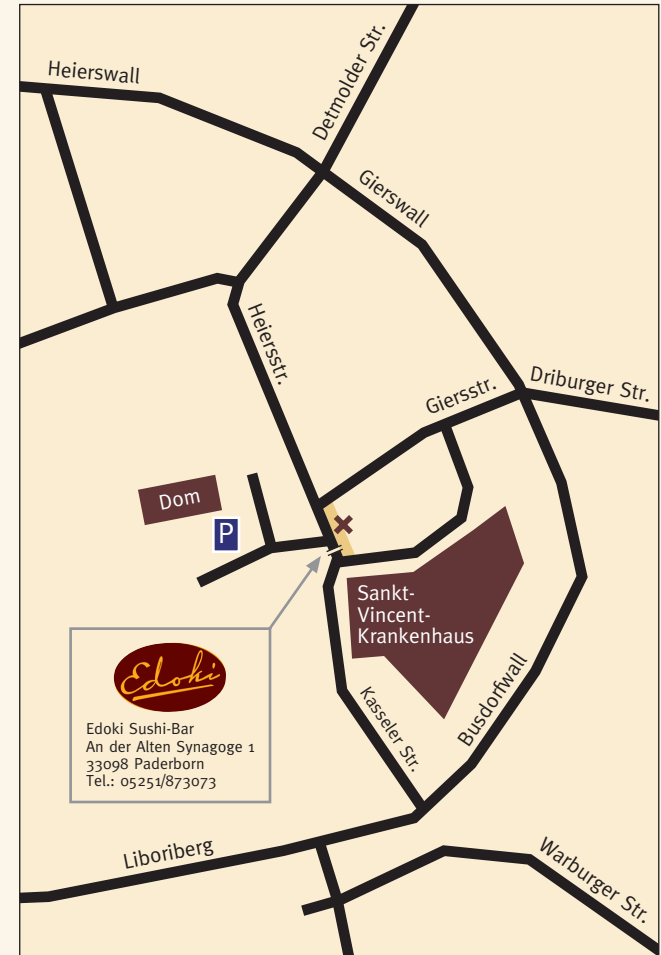 Detmolder Str.
Heierswall
Gierswall
Heiersstr.
Driburger Str.
Giersstr.
Dom
P
Sankt-
Vincent-
Krankenhaus
Edoki
Edoki Sushi-Bar
An der Alten Synagoge 1
33098 Paderborn
Tel.: 05251/873073
Kasseler Str.
Busdorfwall
Liboriberg
Warburger Str.